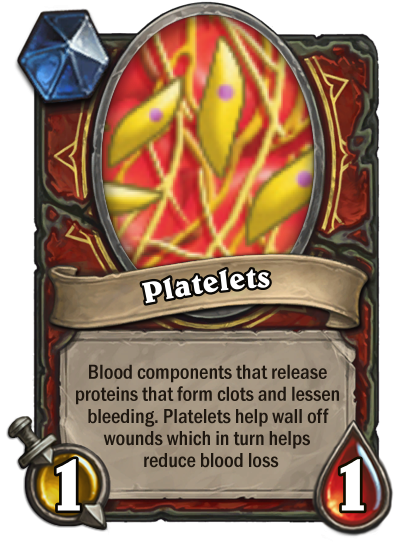 Platelets
Blood components that release
proteins that form clots and lessen
bleeding. Platelets help wall off
wounds which in turn helps
reduce blood loss
1
1